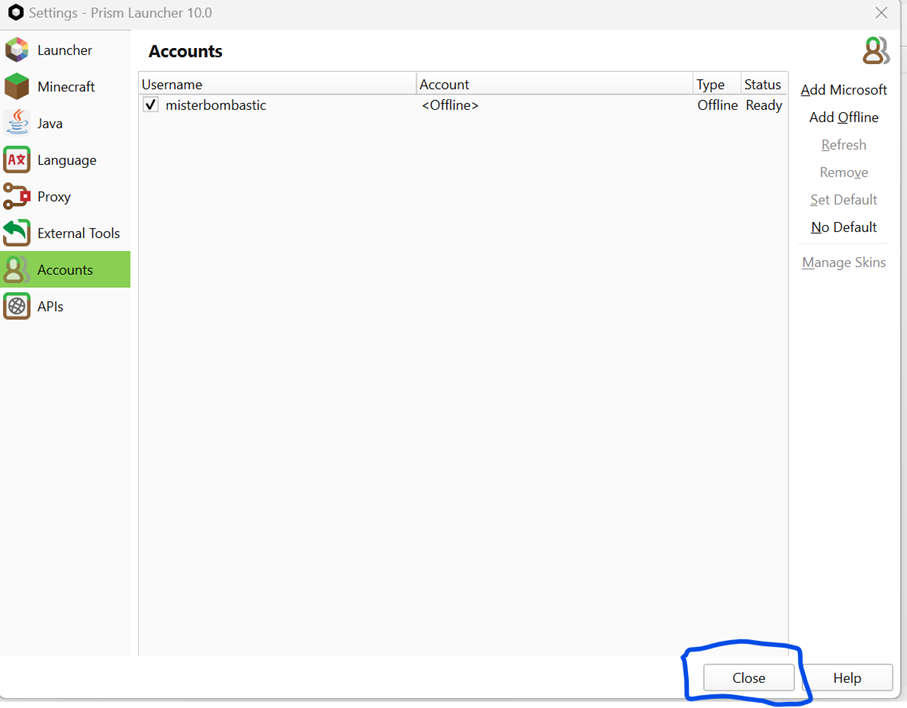 Settings - Prism Launcher 10.0
Launcher
Minecraft
Java
Language
Proxy
External Tools
Accounts
APIs
Accounts
Username Account Type Status
misterbombastic <Offline> Offline Ready
Add Microsoft
Add Offline
Refresh
Remove
Set Default
No Default
Manage Skins
Close Help